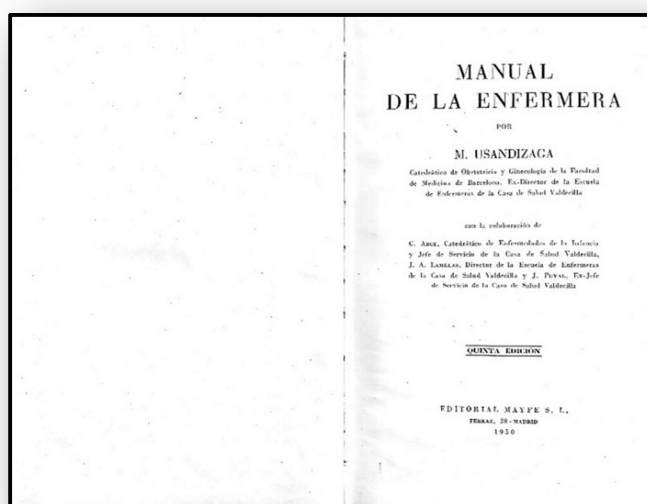 MANUAL
DE LA ENFERMERA
POR
M. USANDIZAGA
Catedrático de Obstetricia y Ginecología de la Facultad
de Medicina de Barcelona. Ex-Director de la Escuela
de Enfermeras de la Casa de Salud Valdecilla
con la colaboración de
G. ARCE, Catedrático de Enfermedades de la Infancia
y Jefe de Servicio de la Casa de Salud Valdecilla,
J. A. LAMELAS, Director de la Escuela de Enfermeras
de la Casa de Salud Valdecilla y J. PUYAL, Ex-Jefe
de Servicio de la Casa de Salud Valdecilla
QUINTA EDICIÓN
EDITORIAL MAYFE S. L.
FERRAZ, 28 - MADRID
1950